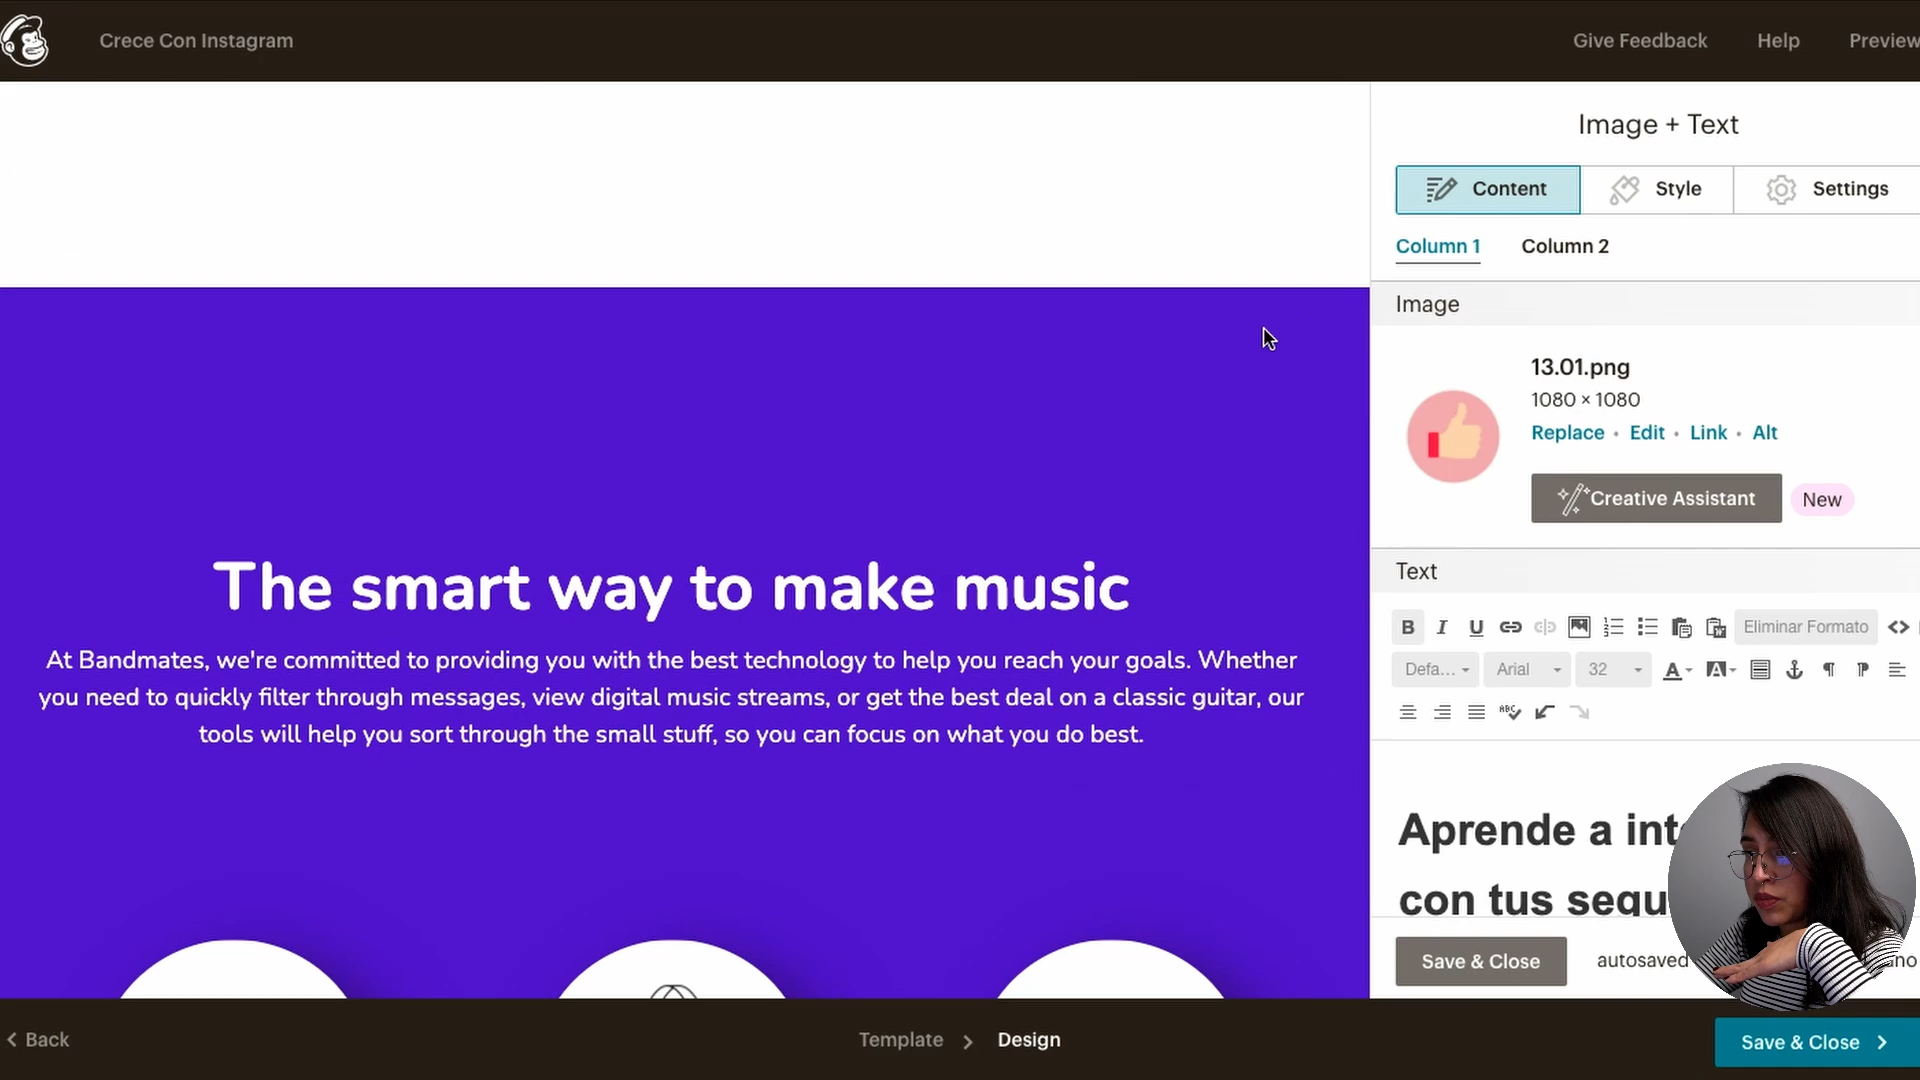 Crece Con Instagram
Give Feedback
Help
Preview
Image + Text
Content
Style
Settings
Column 1
Column 2
Image
13.01.png
1080 × 1080
Replace • Edit • Link • Alt
Creative Assistant
New
Text
B I U Eliminar Formato <>
Defa... Arial 32 A A
ABC
Aprende a
con tus
Save & Close
autosaved
The smart way to make music
At Bandmates, we're committed to providing you with the best technology to help you reach your goals. Whether
you need to quickly filter through messages, view digital music streams, or get the best deal on a classic guitar, our
tools will help you sort through the small stuff, so you can focus on what you do best.
Back
Template
Design
Save & Close